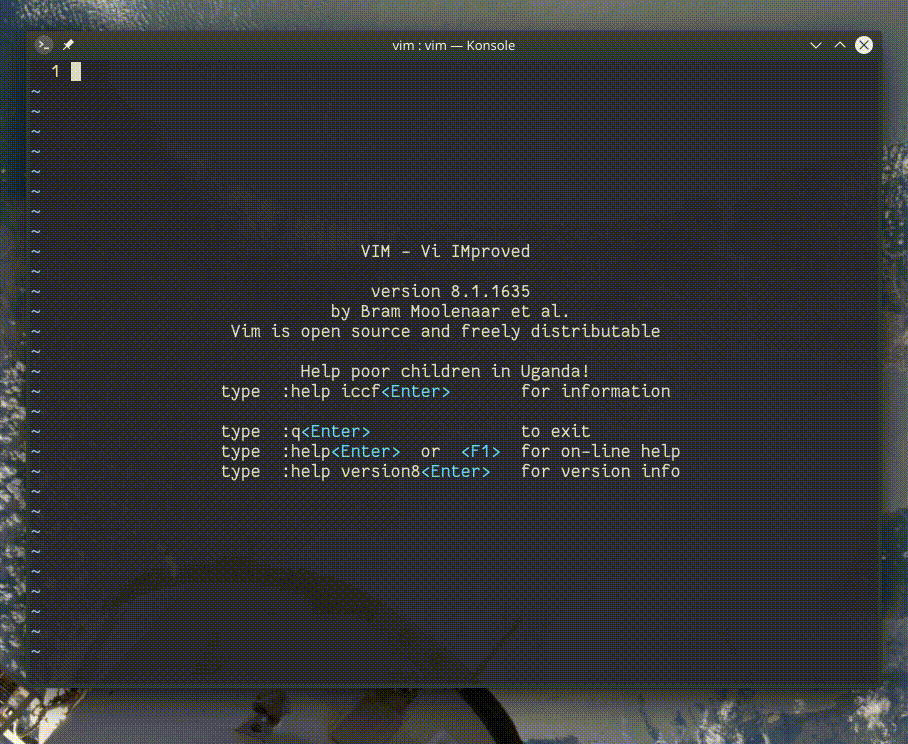 vim : vim — Konsole
1
~
~
~
~
~
~
~
~
~ VIM - Vi IMproved
~
~ version 8.1.1635
~ by Bram Moolenaar et al.
~ Vim is open source and freely distributable
~
~ Help poor children in Uganda!
~ type :help iccf<Enter> for information
~
~ type :q<Enter> to exit
~ type :help<Enter> or <F1> for on-line help
~ type :help version8<Enter> for version info
~
~
~
~
~
~
~
~
~